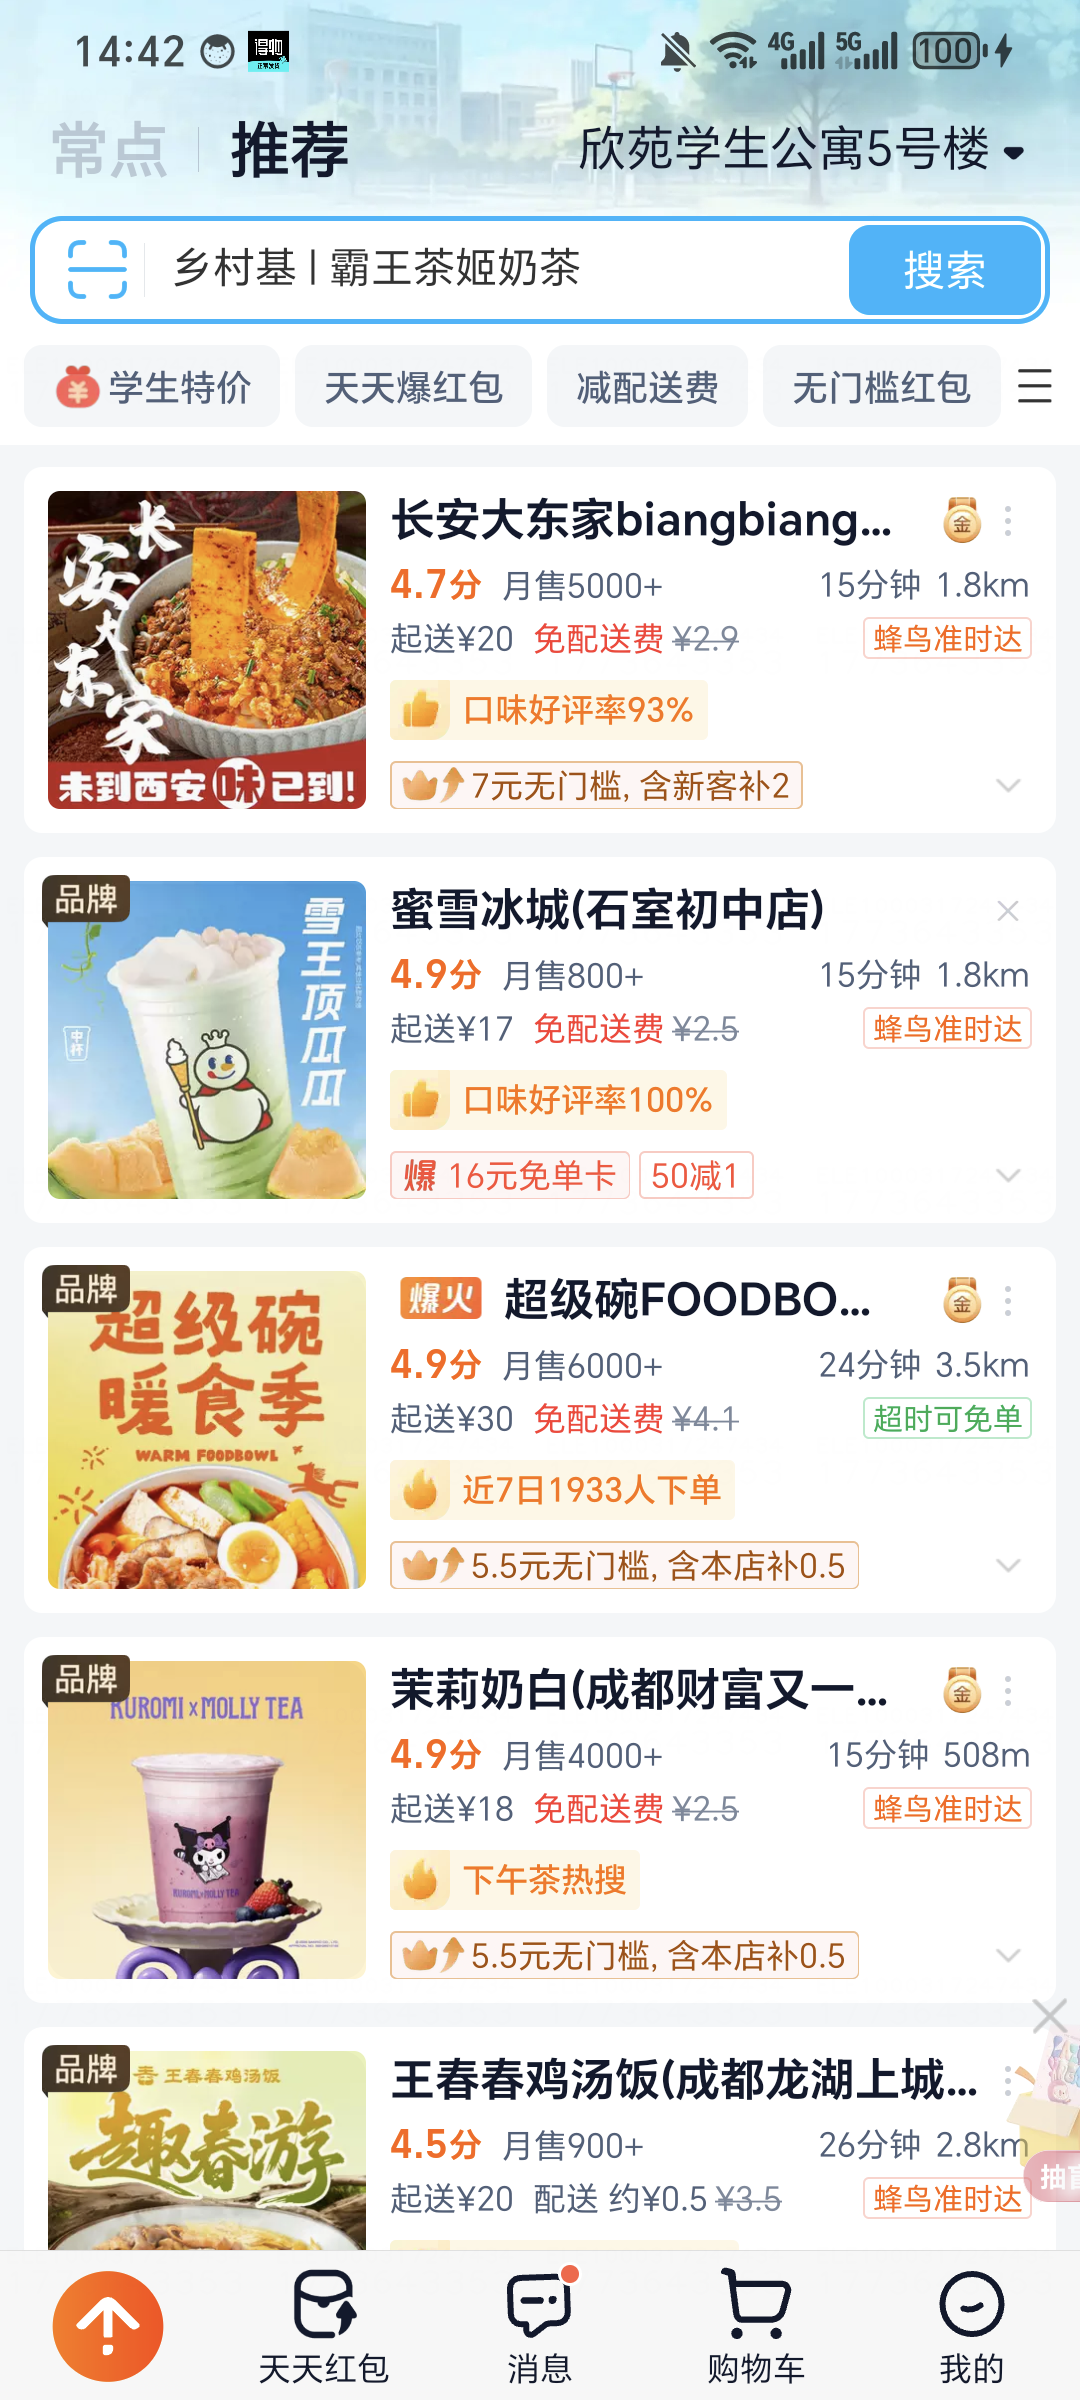 14:42
得物
正常发货
4G
5G
100
常点
推荐
欣苑学生公寓5号楼
乡村基 | 霸王茶姬奶茶
搜索
学生特价
天天爆红包
减配送费
无门槛红包
长安大东家
未到西安味已到!
长安大东家biangbiang...
金
4.7分 月售5000+
15分钟 1.8km
起送¥20 免配送费 ¥2.9
蜂鸟准时达
口味好评率93%
7元无门槛, 含新客补2
品牌
雪王顶瓜瓜
中杯
蜜雪冰城(石室初中店)
4.9分 月售800+
15分钟 1.8km
起送¥17 免配送费 ¥2.5
蜂鸟准时达
口味好评率100%
爆 16元免单卡
50减1
品牌
超级碗
暖食季
WARM FOODBOWL
爆火
超级碗FOODBO...
金
4.9分 月售6000+
24分钟 3.5km
起送¥30 免配送费 ¥4.1
超时可免单
近7日1933人下单
5.5元无门槛, 含本店补0.5
品牌
KUROMI x MOLLY TEA
KUROMI x MOLLY TEA
茉莉奶白(成都财富又一...
金
4.9分 月售4000+
15分钟 508m
起送¥18 免配送费 ¥2.5
蜂鸟准时达
下午茶热搜
5.5元无门槛, 含本店补0.5
品牌
王春春鸡汤饭
趣春游
王春春鸡汤饭(成都龙湖上城...
4.5分 月售900+
26分钟 2.8km
起送¥20 配送 约¥0.5 ¥3.5
蜂鸟准时达
抽盲
天天红包
消息
购物车
我的